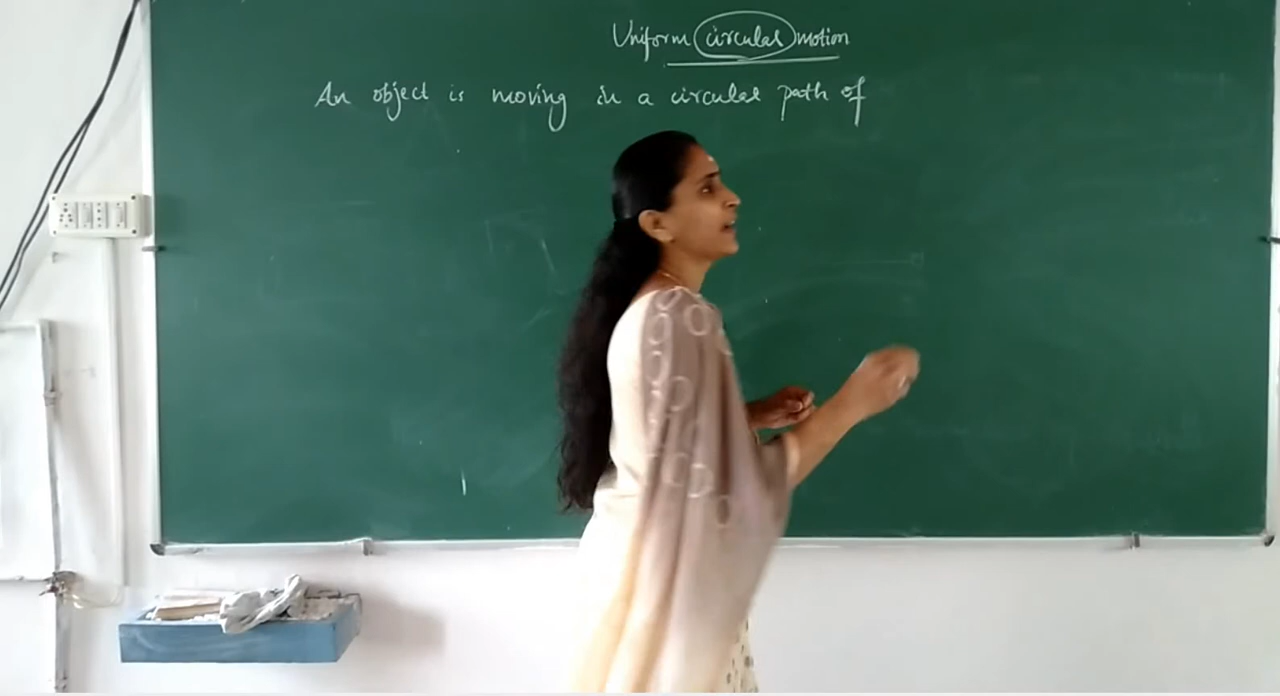 Uniform circular motion
An object is moving in a circular path of